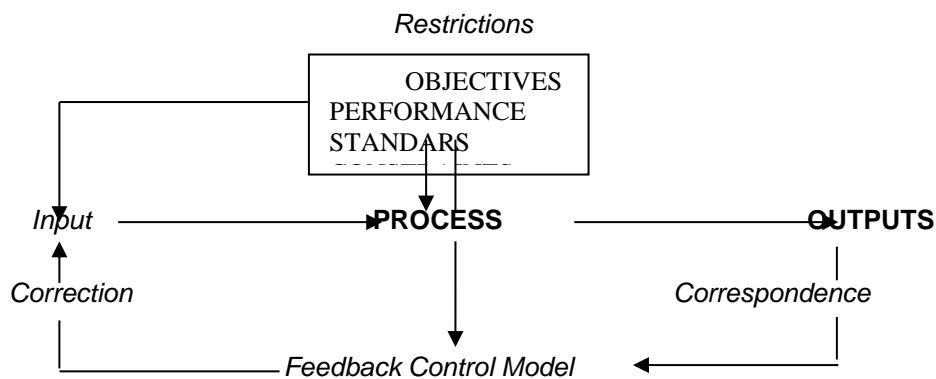 Restrictions
OBJECTIVES
PERFORMANCE
STANDARS
Input
PROCESS
OUTPUTS
Correction
Correspondence
Feedback Control Model